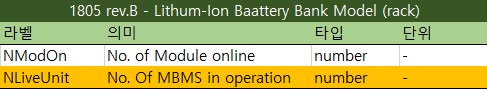 1805 rev.B - Lithum-Ion Baattery Bank Model (rack)
라벨 의미 타입 단위
NModOn No. of Module online number -
NLiveUnit No. Of MBMS in operation number -